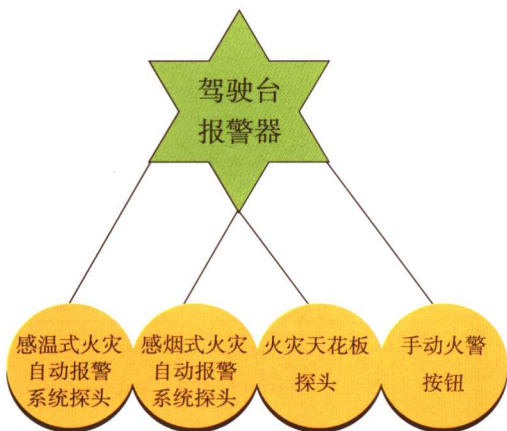 驾驶台
报警器
感温式火灾
自动报警
系统探头
感烟式火灾
自动报警
系统探头
火灾天花板
探头
手动火警
按钮